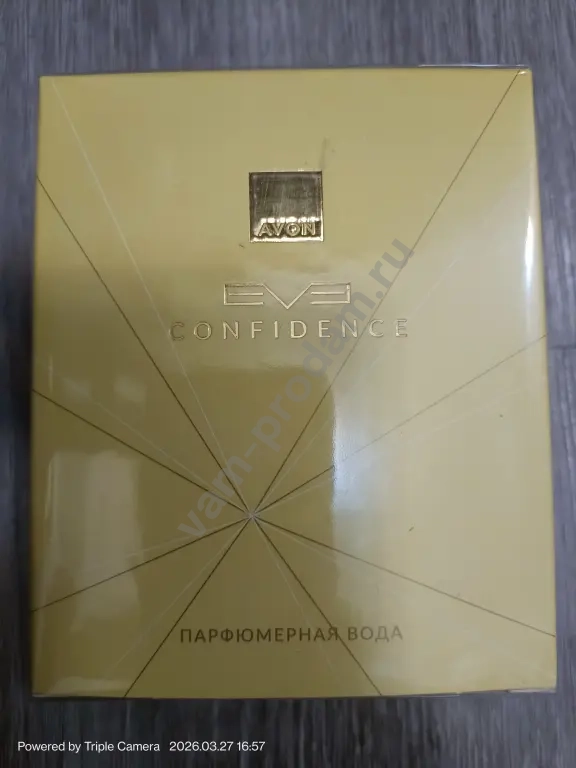 AVON
EVE
CONFIDENCE
vam-prodam.ru
ПАРФЮМЕРНАЯ ВОДА
Powered by Triple Camera 2026.03.27 16:57